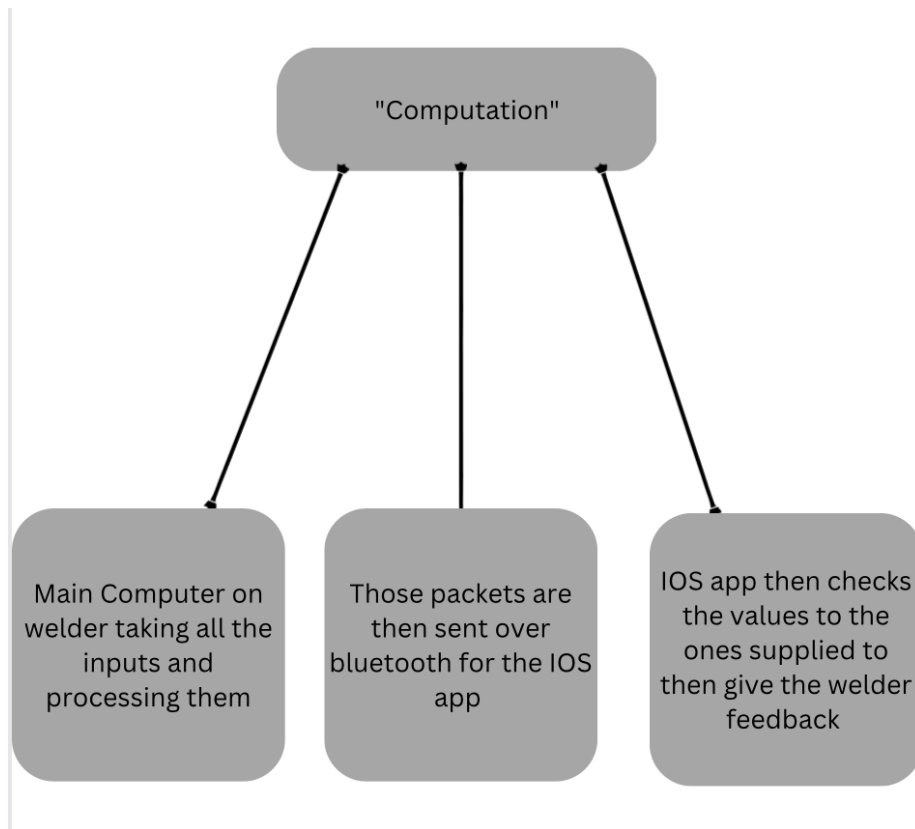 "Computation"
Main Computer on
welder taking all the
inputs and
processing them
Those packets are
then sent over
bluetooth for the IOS
app
IOS app then checks
the values to the
ones supplied to
then give the welder
feedback